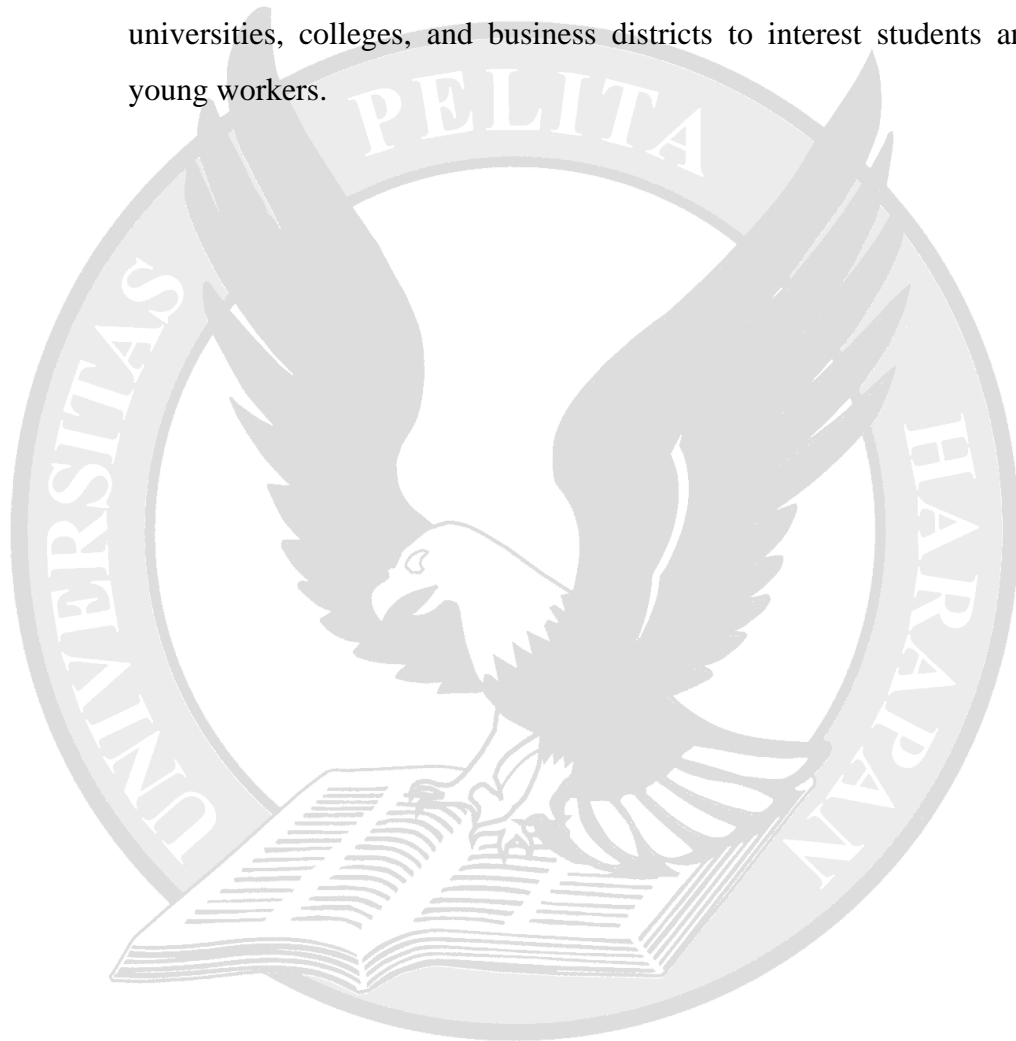 universities, colleges, and business districts to interest students
young workers.
UNIVERSITAS PELITA HARAPAN